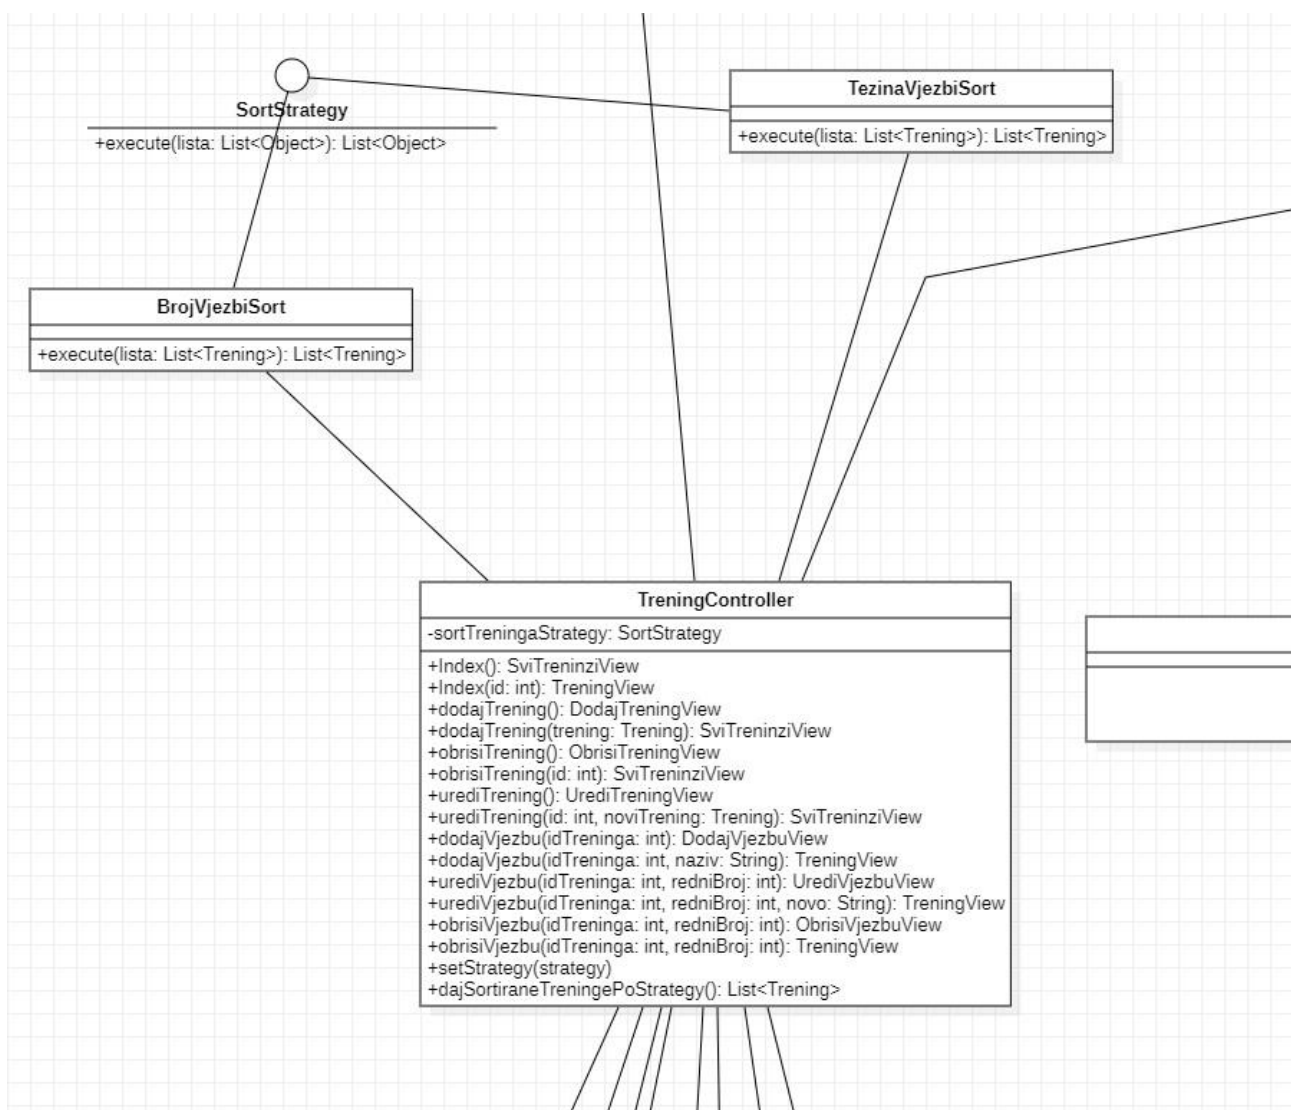 SortStrategy
+execute(lista: List<Object>): List<Object>
TezinaVjezbiSort
+execute(lista: List<Trening>): List<Trening>
BrojVjezbiSort
+execute(lista: List<Trening>): List<Trening>
TreningController
-sortTreningaStrategy: SortStrategy
+Index(): SviTreninziView
+Index(id: int): TreningView
+dodajTrening(): DodajTreningView
+dodajTrening(trening: Trening): SviTreninziView
+obrisiTrening(): ObrisiTreningView
+obrisiTrening(id: int): SviTreninziView
+urediTrening(): UrediTreningView
+urediTrening(id: int, noviTrening: Trening): SviTreninziView
+dodajVjezbu(idTreninga: int): DodajVjezbuView
+dodajVjezbu(idTreninga: int, naziv: String): TreningView
+urediVjezbu(idTreninga: int, redniBroj: int): UrediVjezbuView
+urediVjezbu(idTreninga: int, redniBroj: int, novo: String): TreningView
+obrisiVjezbu(idTreninga: int, redniBroj: int): ObrisiVjezbuView
+obrisiVjezbu(idTreninga: int, redniBroj: int): TreningView
+setStrategy(strategy)
+dajSortiraneTreningePoStrategy(): List<Trening>